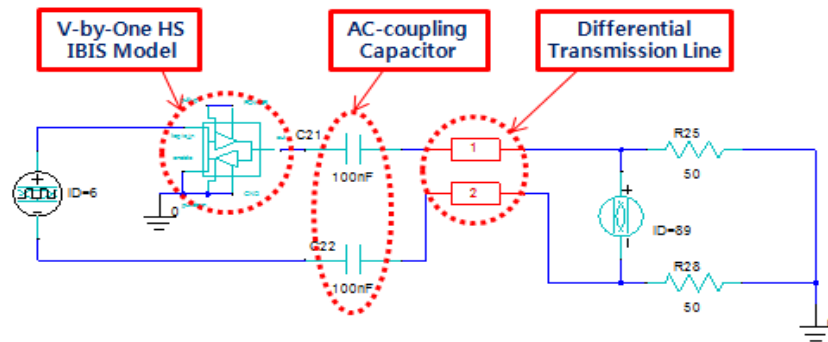 V-by-One HS
IBIS Model
AC-coupling
Capacitor
Differential
Transmission Line
C21
100nF
1
2
R25
50
ID=6
0
ID=89
C22
100nF
R28
50